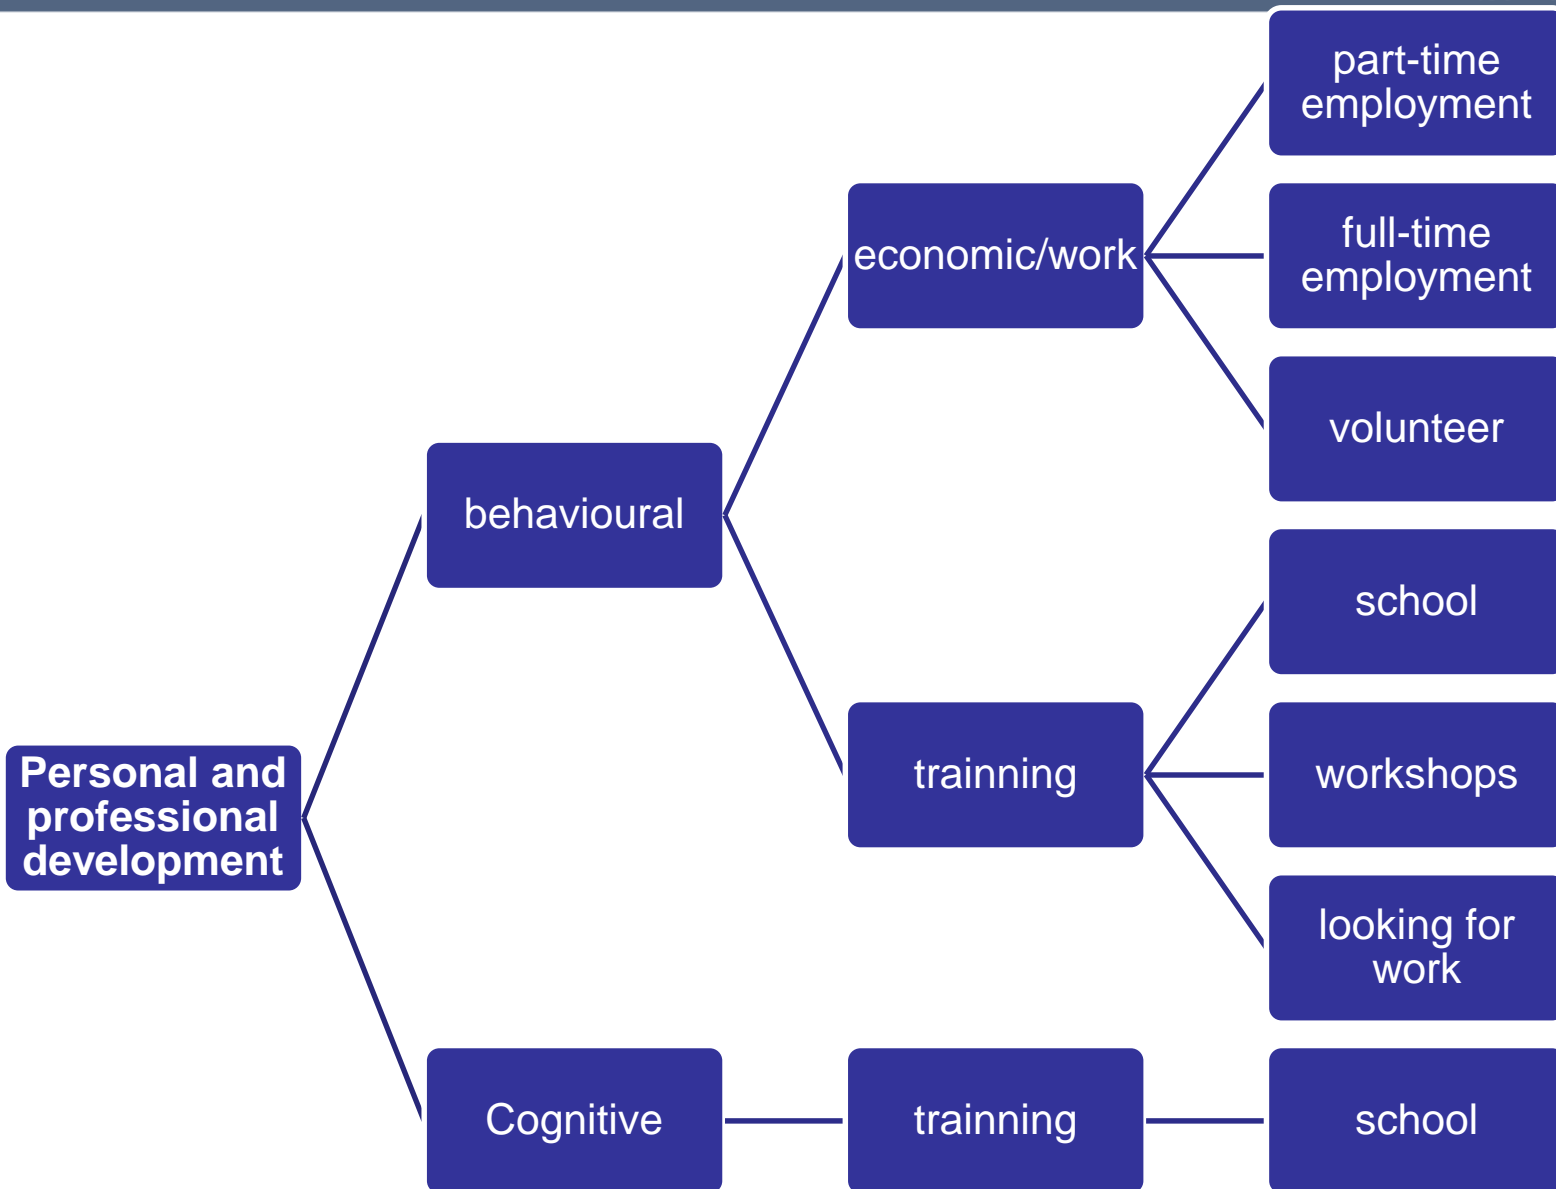 part-time
employment
economic/work
full-time
employment
volunteer
behavioural
school
Personal and
professional
development
trainning
workshops
looking for
work
Cognitive
trainning
school